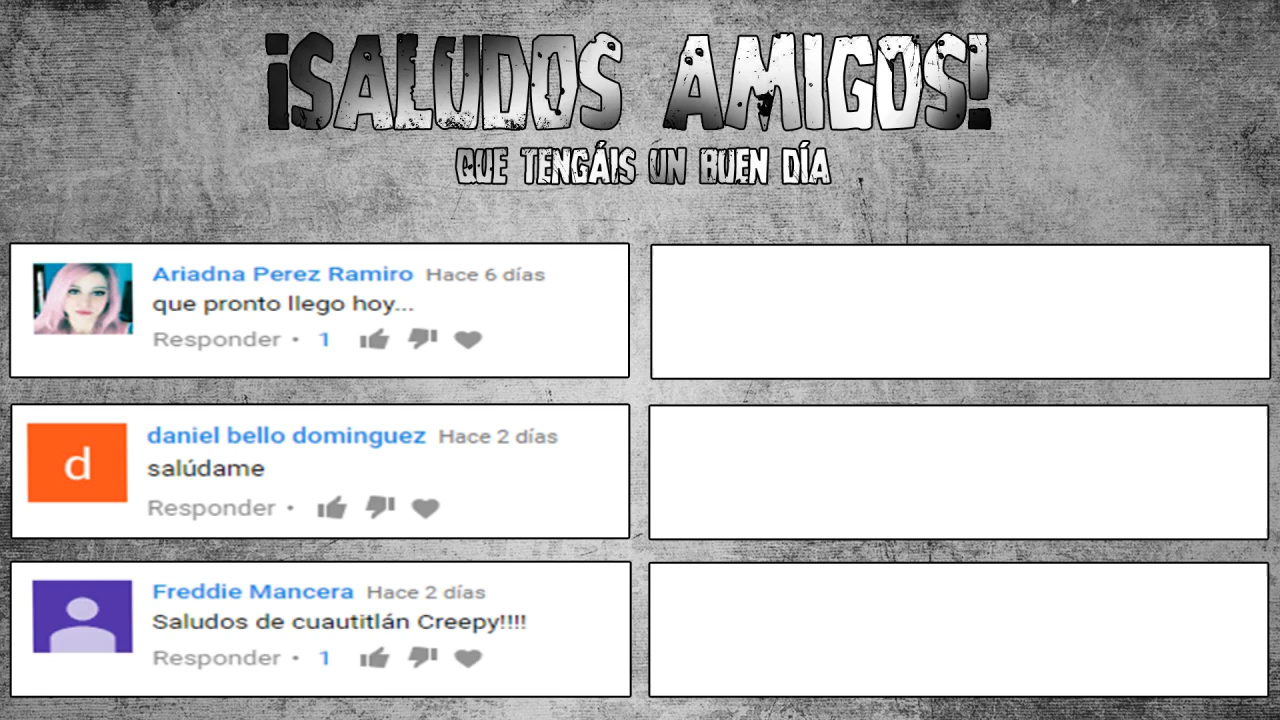 ¡SALUDOS AMIGOS!
QUE TENGÁIS UN BUEN DÍA
Ariadna Perez Ramiro Hace 6 días
que pronto llego hoy...
Responder • 1
d
daniel bello dominguez Hace 2 días
salúdame
Responder •
Freddie Mancera Hace 2 días
Saludos de cuautitlán Creepy!!!!
Responder • 1